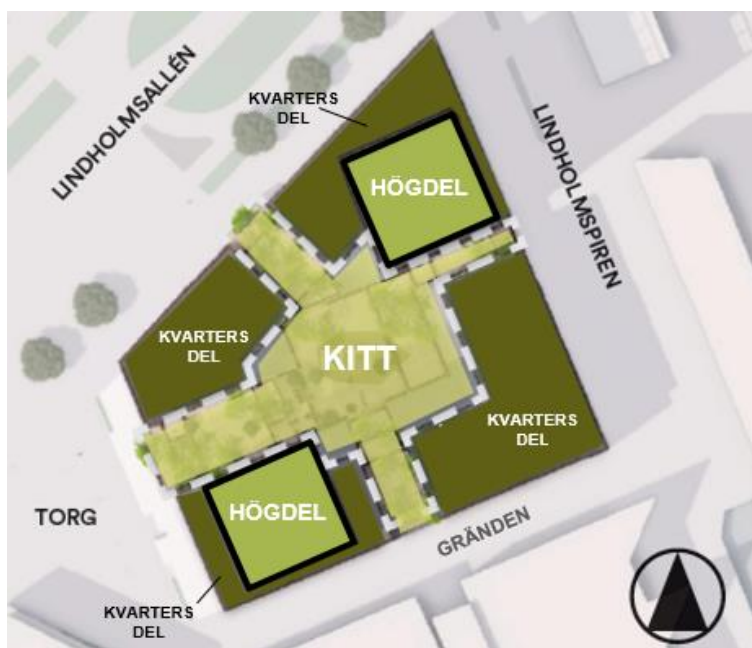 LINDHOLMSALLÉN
KVARTERS
DEL
HÖGDEL
LINDHOLMSPIREN
KVARTERS
DEL
KITT
KVARTERS
DEL
HÖGDEL
TORG
GRÄNDEN
KVARTERS
DEL